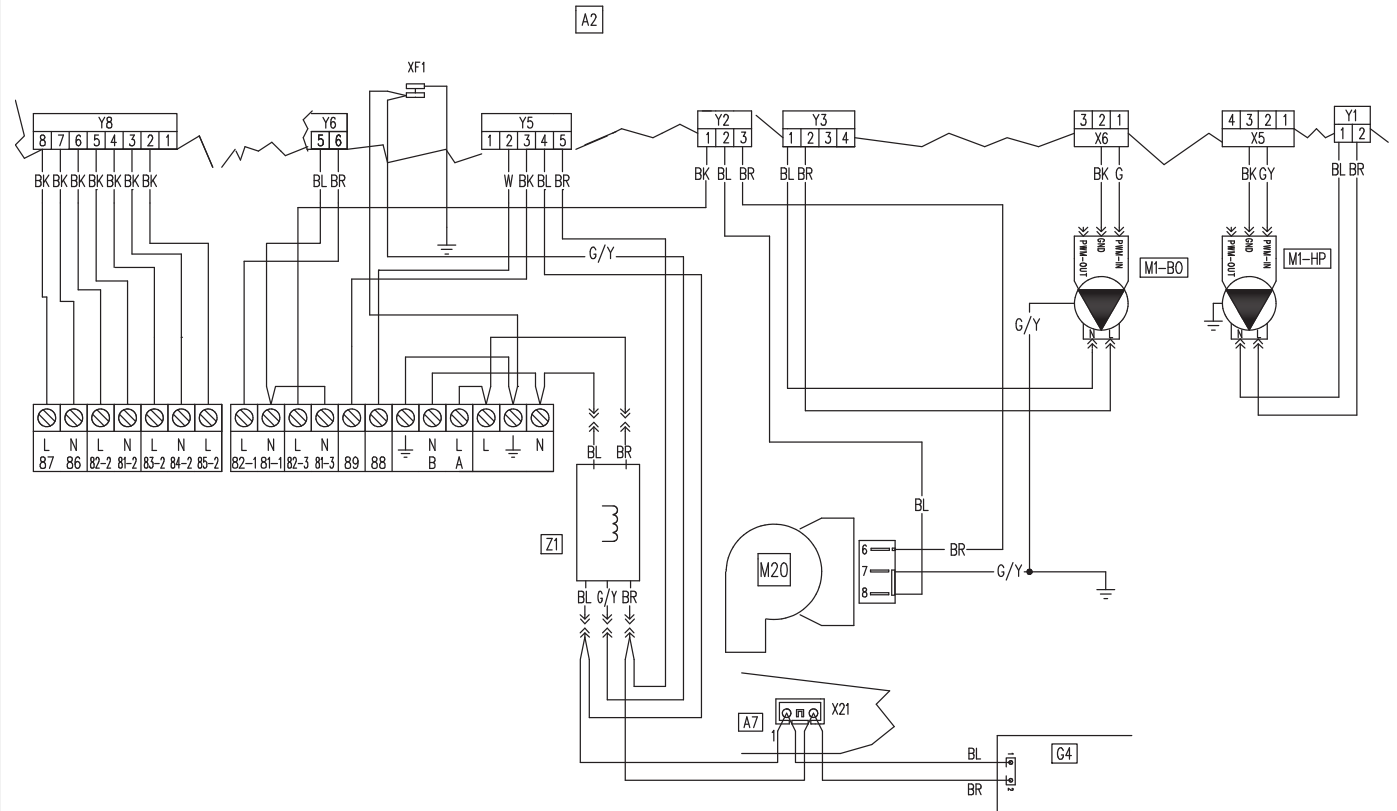 A2
XF1
Y8
8 7 6 5 4 3 2 1
Y6
5 6
Y5
1 2 3 4 5
Y2
1 2 3
Y3
1 2 3 4
3 2 1
X6
4 3 2 1
X5
Y1
1 2
BK BK BK BK BK BK BK
BL BR
W BK BL BR
BK BL BR
BL BR
BK G
BK GY
BL BR
G/Y
PWM-OUT
GND
PWM-IN
M1-BO
PWM-OUT
GND
PWM-IN
M1-HP
G/Y
N L
N L
L N L N L N L
87 86 82-2 81-2 83-2 84-2 85-2
L N L N N L L N
82-1 81-1 82-3 81-3 89 88 B A
BL BR
Z1
BL G/Y BR
BL
M20
6
7
8
BR
G/Y
A7
X21
1
BL
BR
1
2
G4